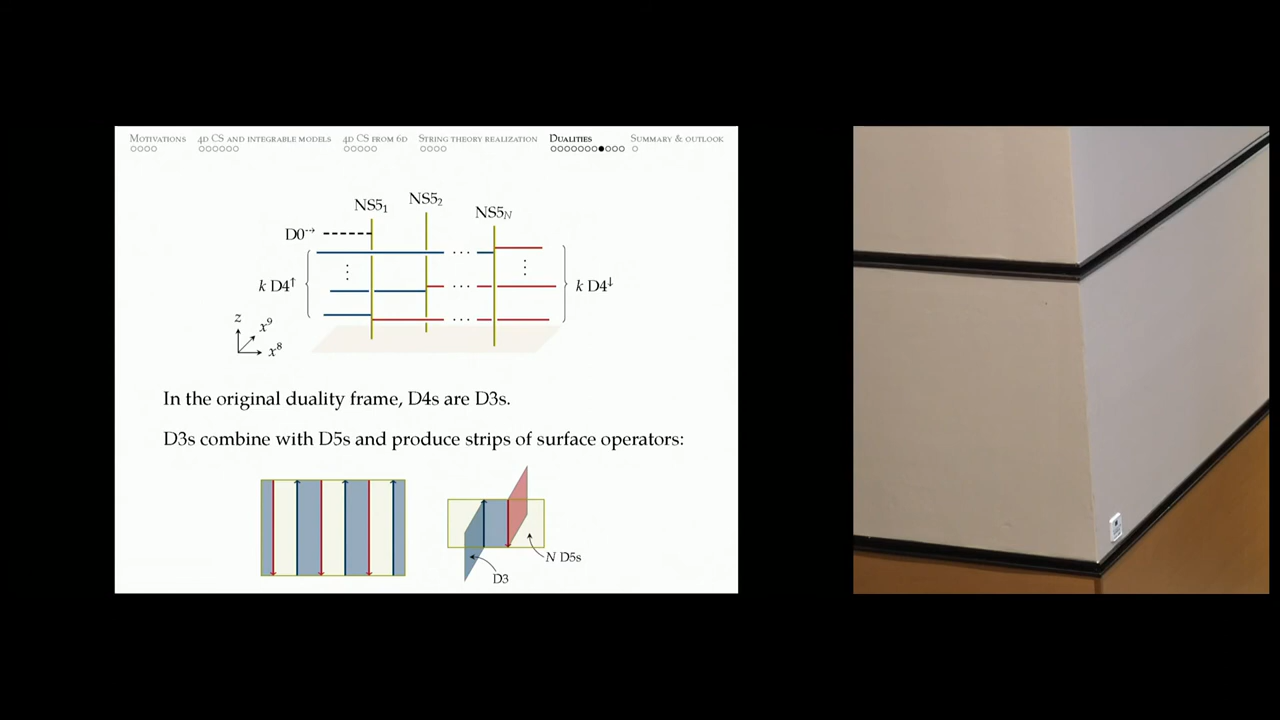 MOTIVATIONS 4D CS AND INTEGRABLE MODELS 4D CS FROM 6D STRING THEORY REALIZATION DUALITIES SUMMARY & OUTLOOK
NS5₁ NS5₂ NS5_N
D0⇢
k D4↑ k D4↓
z
x⁹
x⁸
In the original duality frame, D4s are D3s.
D3s combine with D5s and produce strips of surface operators:
N D5s
D3